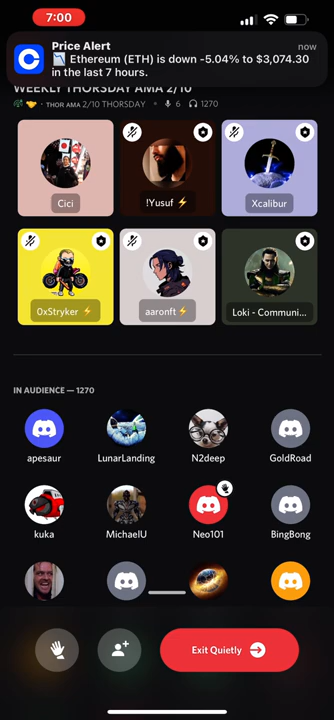 7:00
Price Alert
now
📉 Ethereum (ETH) is down -5.04% to $3,074.30
in the last 7 hours.
WEEKLY THURSDAY AMA 2/10
THOR AMA 2/10 THURSDAY • 6 1270
Cici
!Yusuf ⚡
Xcalibur
0xStryker ⚡
aaronft ⚡
Loki - Communi...
IN AUDIENCE — 1270
apesaur
LunarLanding
N2deep
GoldRoad
kuka
MichaelU
Neo101
BingBong
Exit Quietly